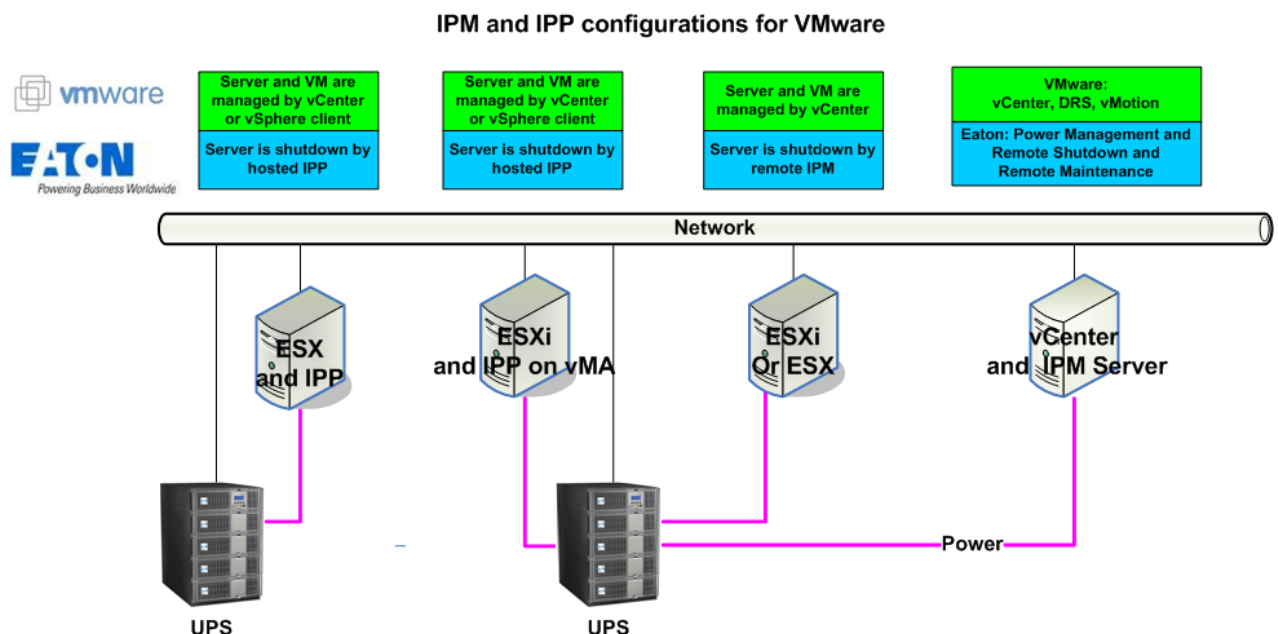 IPM and IPP configurations for VMware
vmware
EATON
Powering Business Worldwide
Server and VM are
managed by vCenter
or vSphere client
Server is shutdown by
hosted IPP
Server and VM are
managed by vCenter
or vSphere client
Server is shutdown by
hosted IPP
Server and VM are
managed by vCenter
Server is shutdown by
remote IPM
VMware:
vCenter, DRS, vMotion
Eaton: Power Management and
Remote Shutdown and
Remote Maintenance
Network
ESX
and IPP
ESXi
and IPP on vMA
ESXi
Or ESX
vCenter
and IPM Server
Power
UPS
UPS